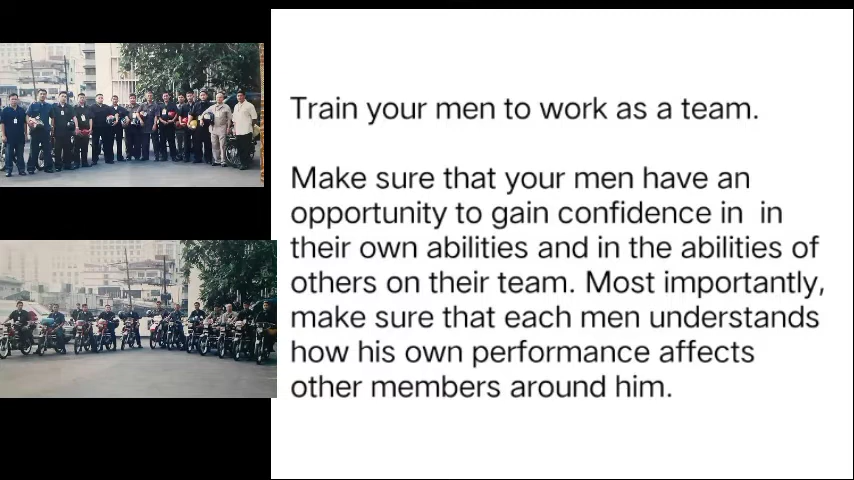 Train your men to work as a team.
Make sure that your men have an
opportunity to gain confidence in  in
their own abilities and in the abilities of
others on their team. Most importantly,
make sure that each men understands
how his own performance affects
other members around him.